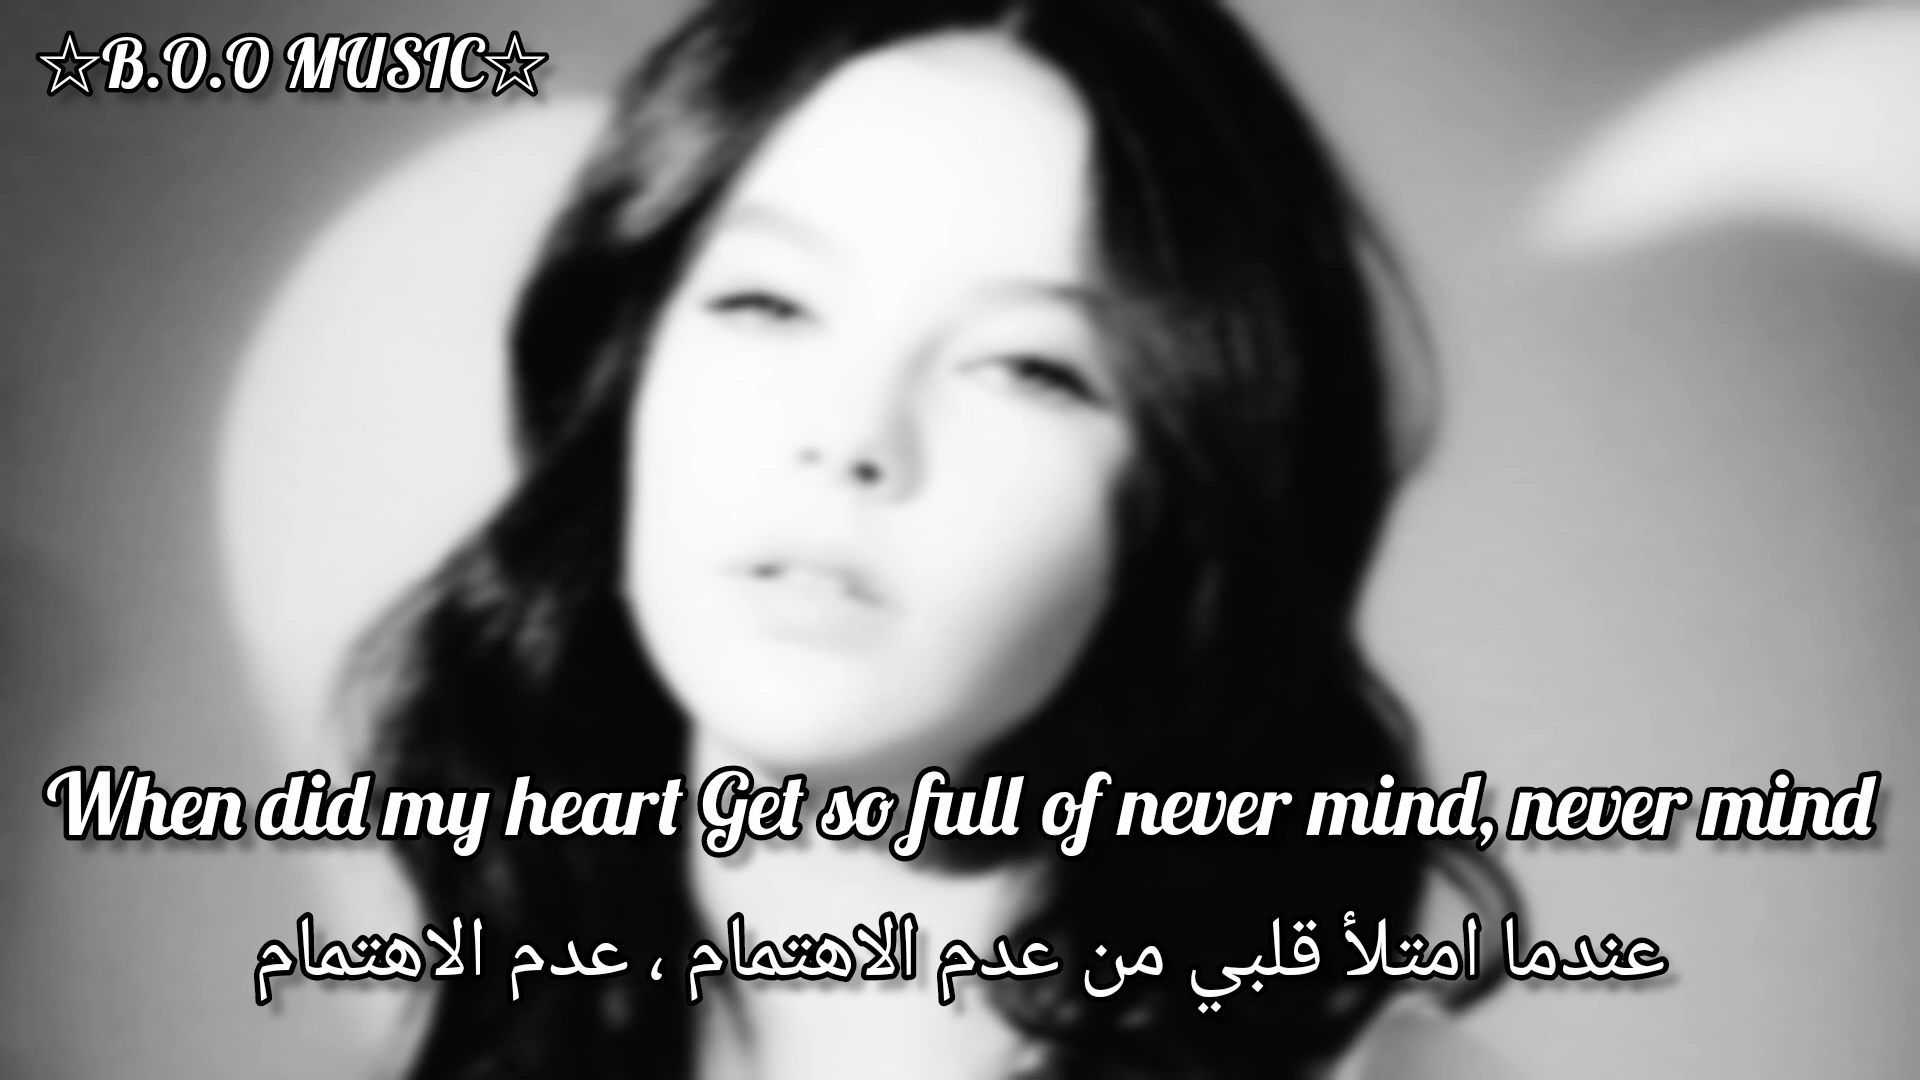 ☆B.O.O MUSIC☆
When did my heart Get so full of never mind, never mind
عندما امتلأ قلبي من عدم الاهتمام ، عدم الاهتمام